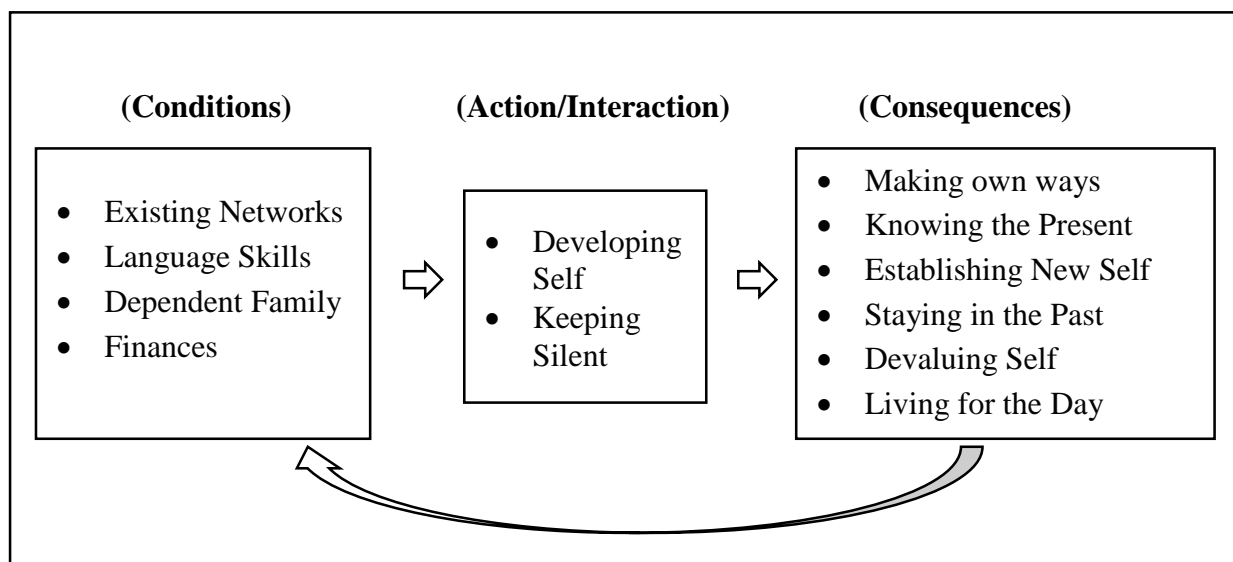 (Conditions)
(Action/Interaction)
(Consequences)
• Existing Networks
• Language Skills
• Dependent Family
• Finances
• Developing
Self
• Keeping
Silent
• Making own ways
• Knowing the Present
• Establishing New Self
• Staying in the Past
• Devaluing Self
• Living for the Day